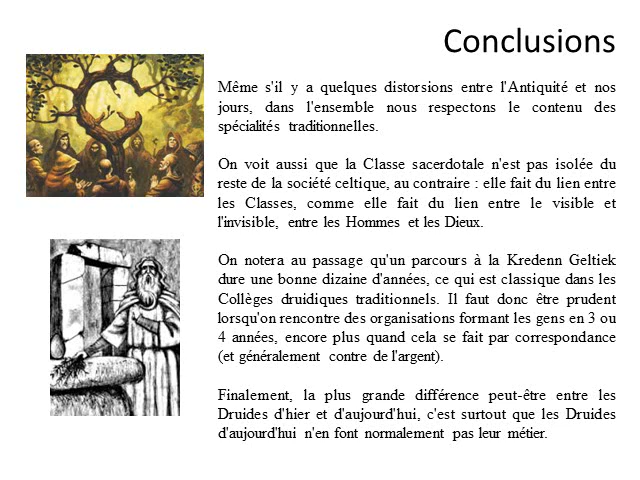 Conclusions
Même s'il y a quelques distorsions entre l'Antiquité et nos
jours, dans l'ensemble nous respectons le contenu des
spécialités traditionnelles.
On voit aussi que la Classe sacerdotale n'est pas isolée du
reste de la société celtique, au contraire : elle fait du lien entre
les Classes, comme elle fait du lien entre le visible et
l'invisible, entre les Hommes et les Dieux.
On notera au passage qu'un parcours à la Kredenn Geltiek
dure une bonne dizaine d'années, ce qui est classique dans les
Collèges druidiques traditionnels. Il faut donc être prudent
lorsqu'on rencontre des organisations formant les gens en 3 ou
4 années, encore plus quand cela se fait par correspondance
(et généralement contre de l'argent).
Finalement, la plus grande différence peut-être entre les
Druides d'hier et d'aujourd'hui, c'est surtout que les Druides
d'aujourd'hui n'en font normalement pas leur métier.